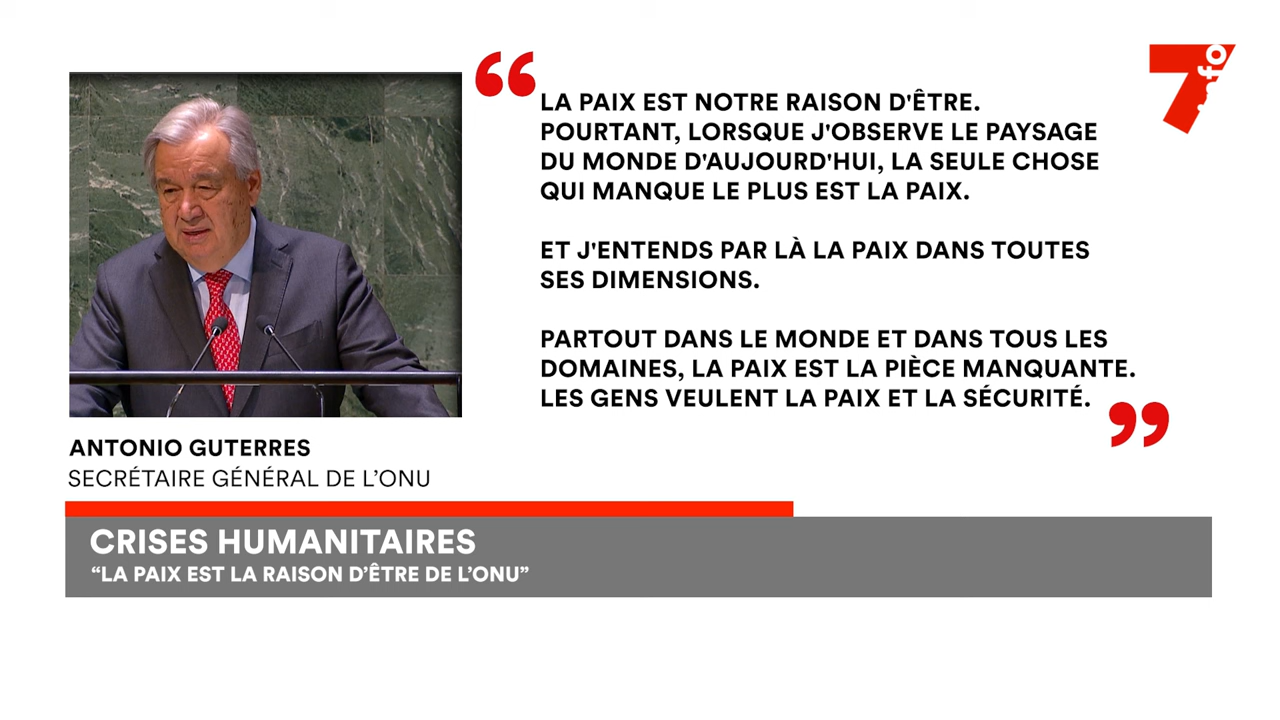 LA PAIX EST NOTRE RAISON D'ÊTRE.
POURTANT, LORSQUE J'OBSERVE LE PAYSAGE
DU MONDE D'AUJOURD'HUI, LA SEULE CHOSE
QUI MANQUE LE PLUS EST LA PAIX.
ET J'ENTENDS PAR LÀ LA PAIX DANS TOUTES
SES DIMENSIONS.
PARTOUT DANS LE MONDE ET DANS TOUS LES
DOMAINES, LA PAIX EST LA PIÈCE MANQUANTE.
LES GENS VEULENT LA PAIX ET LA SÉCURITÉ.
7info
ANTONIO GUTERRES
SECRÉTAIRE GÉNÉRAL DE L’ONU
CRISES HUMANITAIRES
“LA PAIX EST LA RAISON D’ÊTRE DE L’ONU”